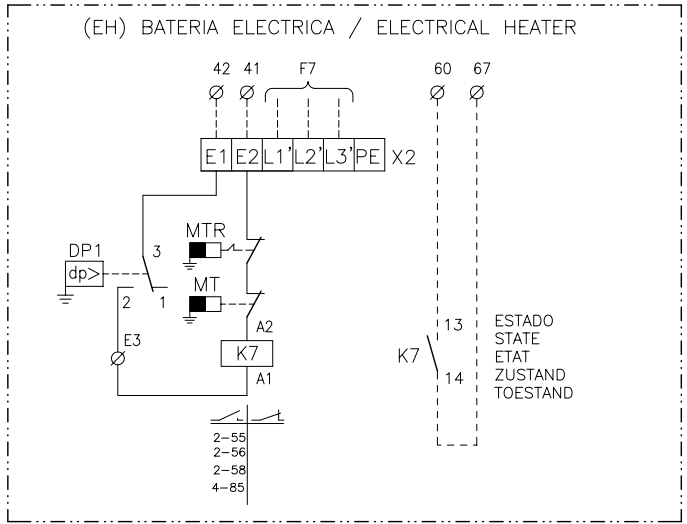 (EH) BATERIA ELECTRICA / ELECTRICAL HEATER
42 41 F7 60 67
E1 E2 L1' L2' L3' PE X2
MTR
DP1 3
dp>
MT
2 1
E3 A2 13 ESTADO
STATE
K7 K7 ETAT
A1 14 ZUSTAND
TOESTAND
2-55
2-56
2-58
4-85